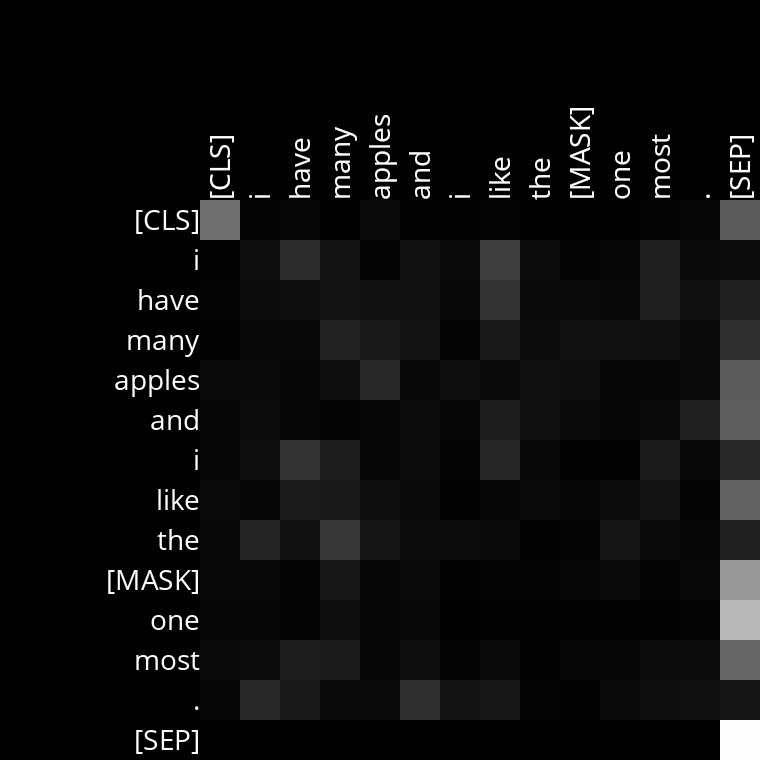 [CLS] i have many apples and i like the [MASK] one most . [SEP]
[CLS]
i
have
many
apples
and
i
like
the
[MASK]
one
most
.
[SEP]